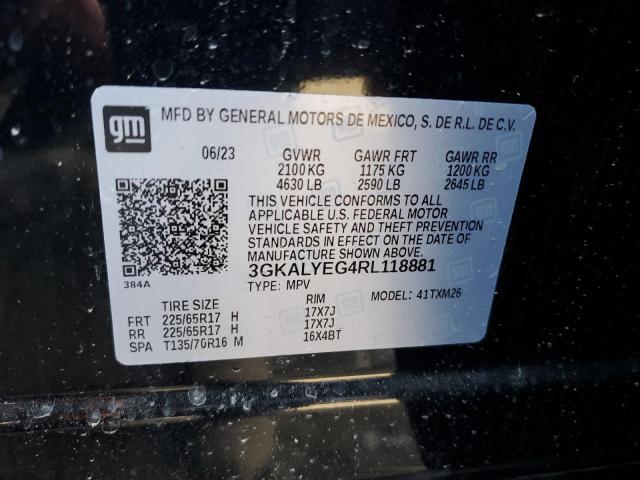 gm
MFD BY GENERAL MOTORS DE MEXICO, S. DE R.L. DE C.V.
06/23 GVWR GAWR FRT GAWR RR
2100 KG 1175 KG 1200 KG
4630 LB 2590 LB 2645 LB
THIS VEHICLE CONFORMS TO ALL
APPLICABLE U.S. FEDERAL MOTOR
VEHICLE SAFETY AND THEFT PREVENTION
STANDARDS IN EFFECT ON THE DATE OF
MANUFACTURE SHOWN ABOVE.
3GKALYEG4RL118881
384A TYPE: MPV MODEL: 41TXM26
TIRE SIZE RIM
FRT 225/65R17 H 17X7J
RR 225/65R17 H 17X7J
SPA T135/70R16 M 16X4BT